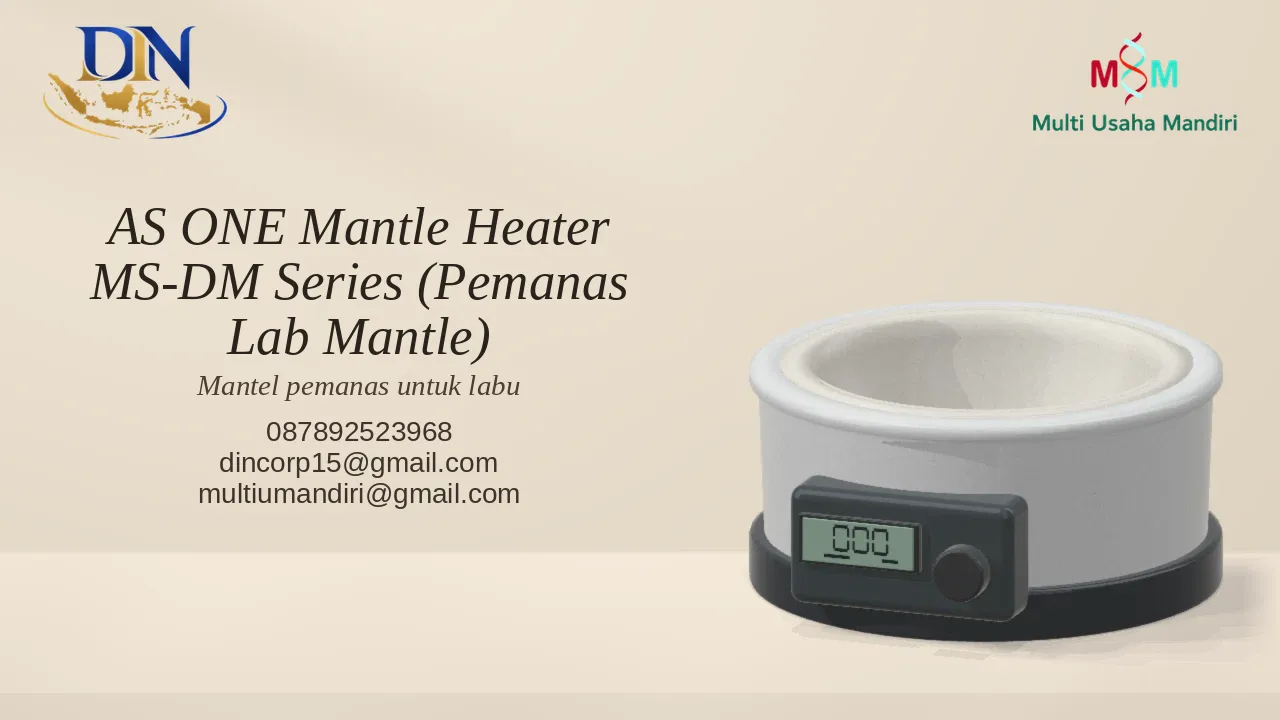 DIN
MSM
Multi Usaha Mandiri
AS ONE Mantle Heater
MS-DM Series (Pemanas
Lab Mantle)
Mantel pemanas untuk labu
087892523968
dincorp15@gmail.com
multiumandiri@gmail.com
000